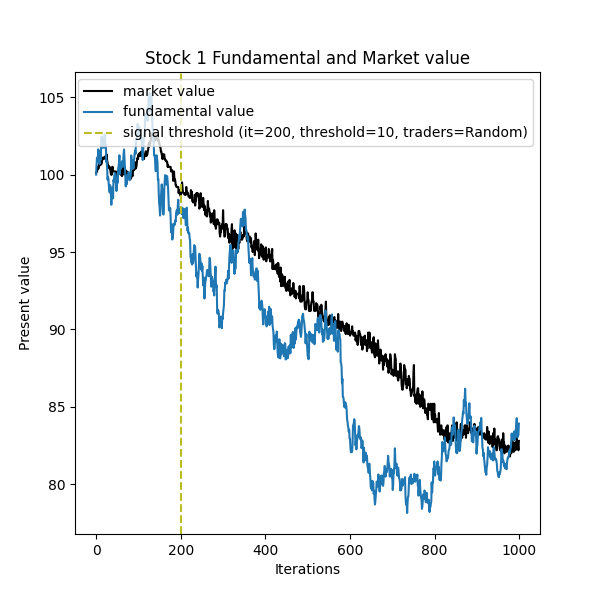 Stock 1 Fundamental and Market value
market value
fundamental value
signal threshold (it=200, threshold=10, traders=Random)
105
100
95
90
85
80
Present value
0 200 400 600 800 1000
Iterations